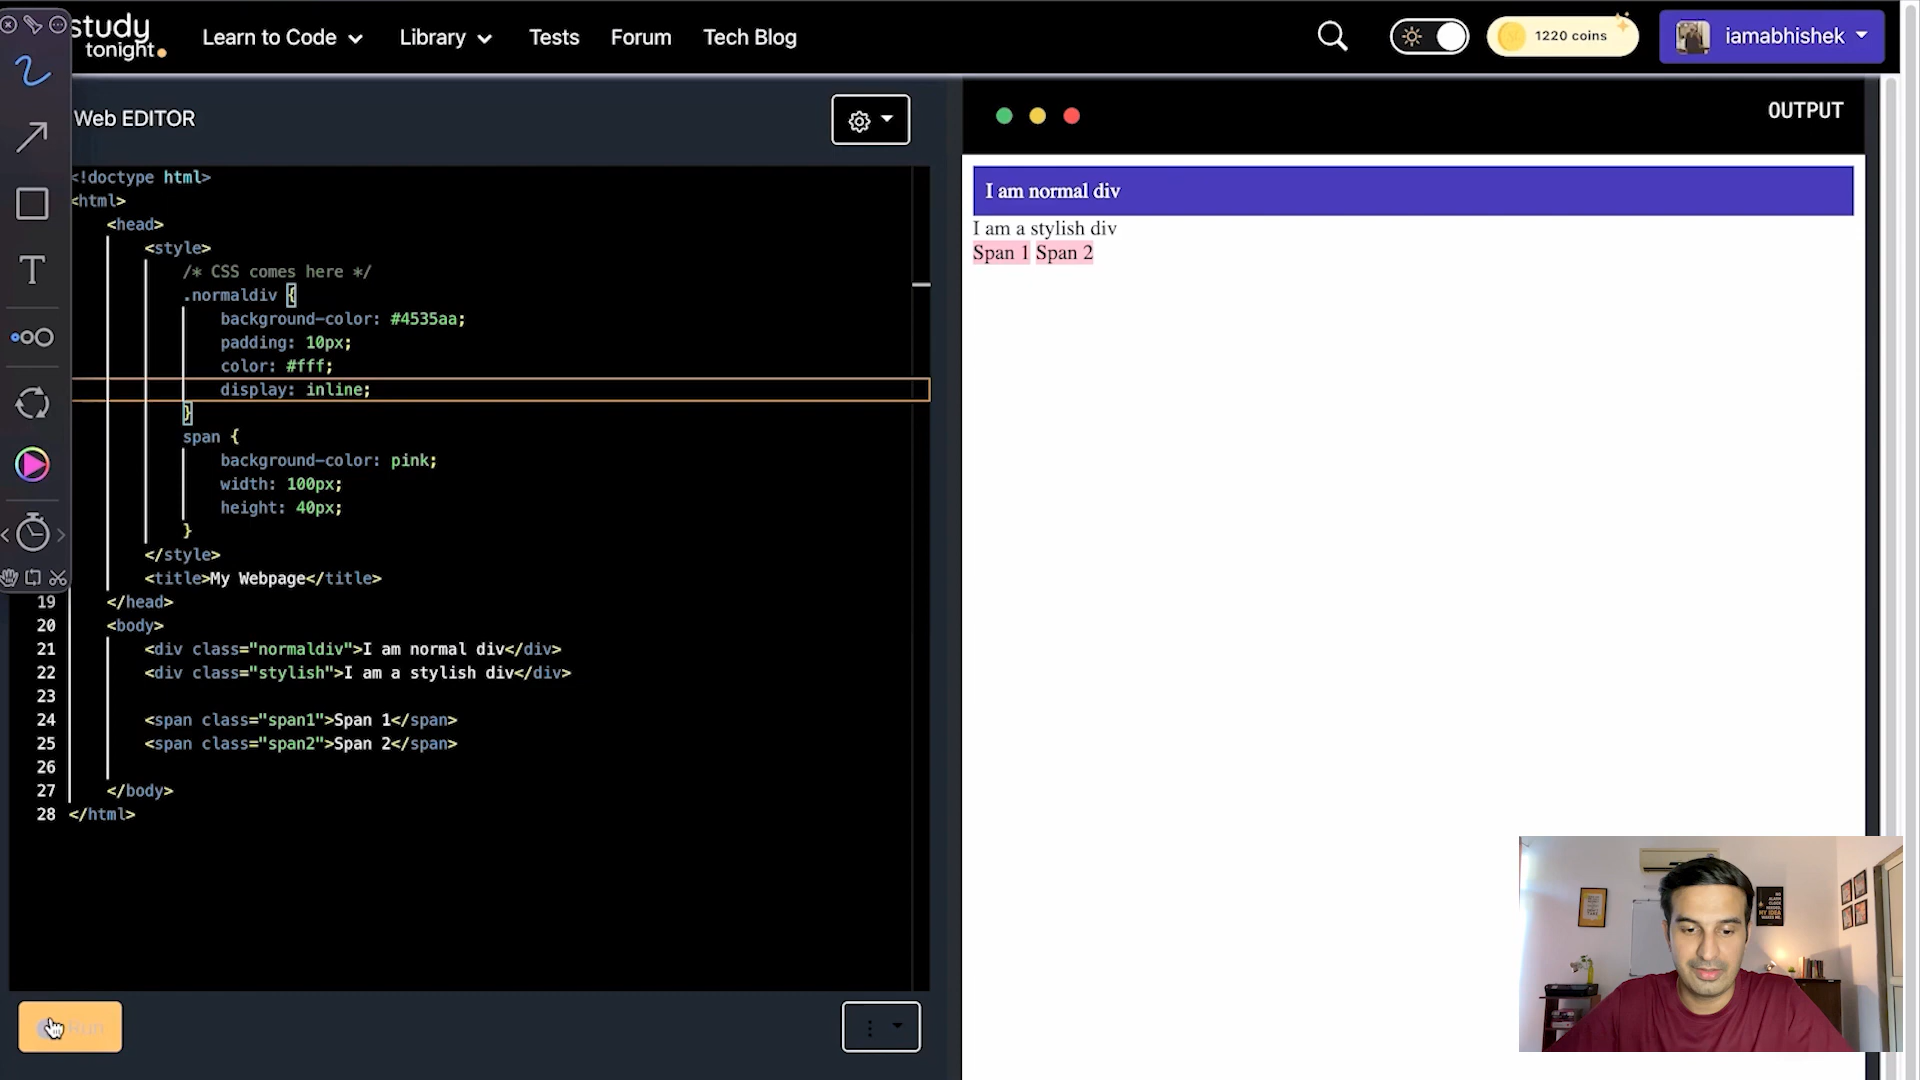 study
tonight
Learn to Code
Library
Tests
Forum
Tech Blog
1220 coins
iamabhishek
Web EDITOR
OUTPUT
<!doctype html>
<html>
<head>
<style>
/* CSS comes here */
.normaldiv {
background-color: #4535aa;
padding: 10px;
color: #fff;
display: inline;
}
span {
background-color: pink;
width: 100px;
height: 40px;
}
</style>
<title>My Webpage</title>
19 </head>
20 <body>
21 <div class="normaldiv">I am normal div</div>
22 <div class="stylish">I am a stylish div</div>
23
24 <span class="span1">Span 1</span>
25 <span class="span2">Span 2</span>
26
27 </body>
28 </html>
Run
I am normal div
I am a stylish div
Span 1 Span 2